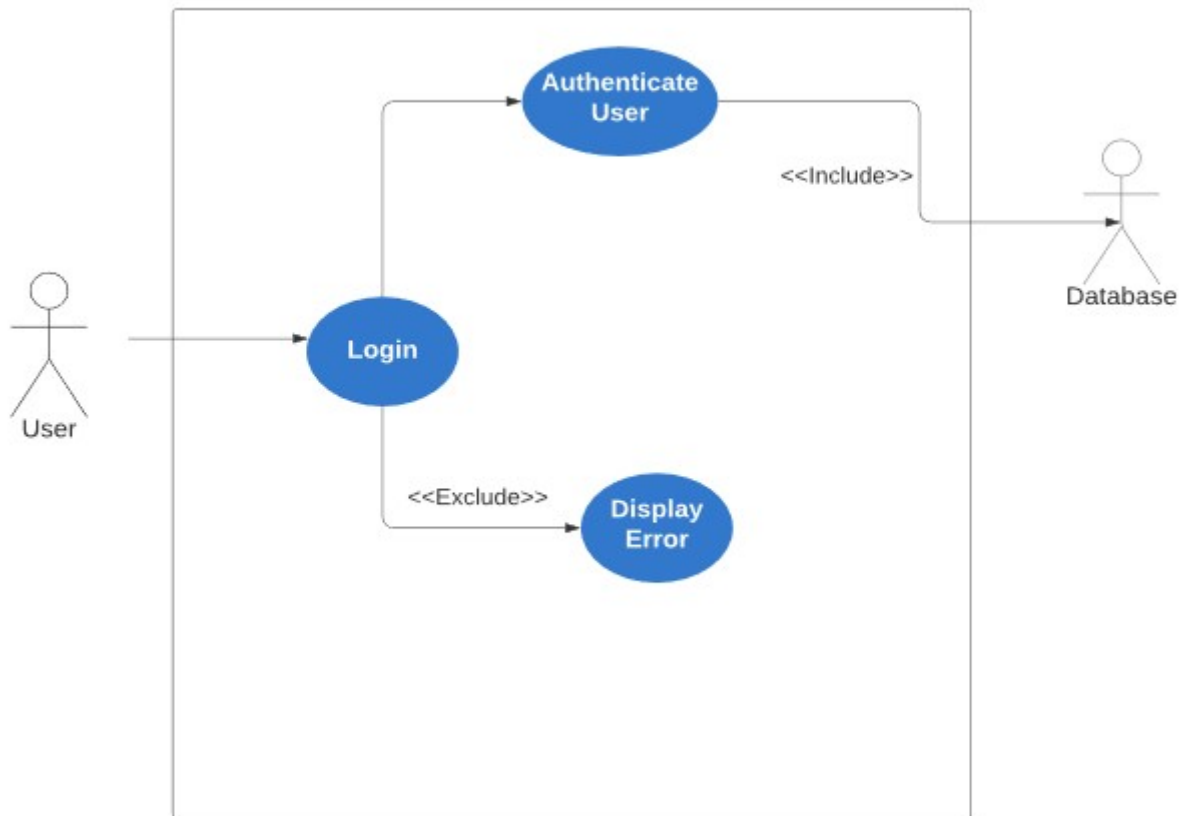 Authenticate
User
<<Include>>
Database
Login
User
<<Exclude>>
Display
Error